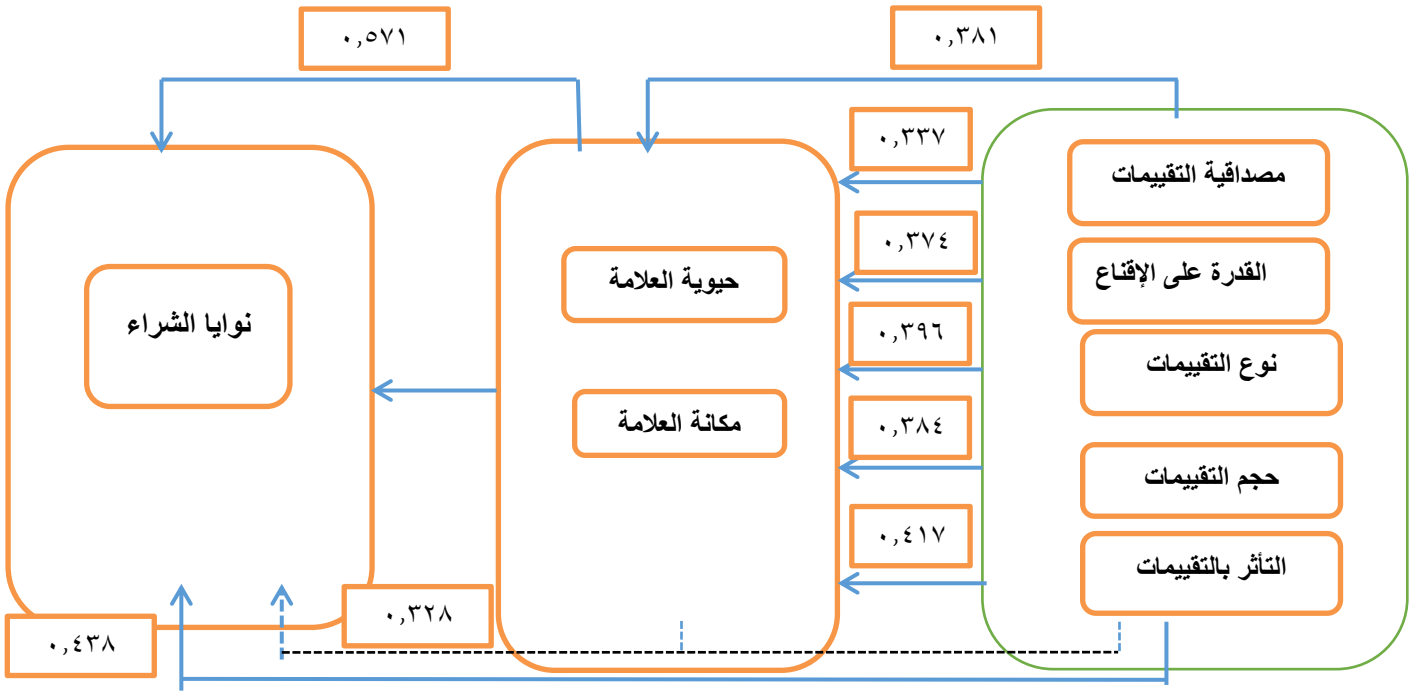 ٠,٣٨١
٠,٥٧١
مصداقية التقييمات
القدرة على الإقناع
نوع التقييمات
حجم التقييمات
التأثر بالتقييمات
٠,٣٣٧
٠,٣٧٤
٠,٣٩٦
٠,٣٨٤
٠,٤١٧
حيوية العلامة
مكانة العلامة
نوايا الشراء
٠,٣٢٨
٠,٤٣٨